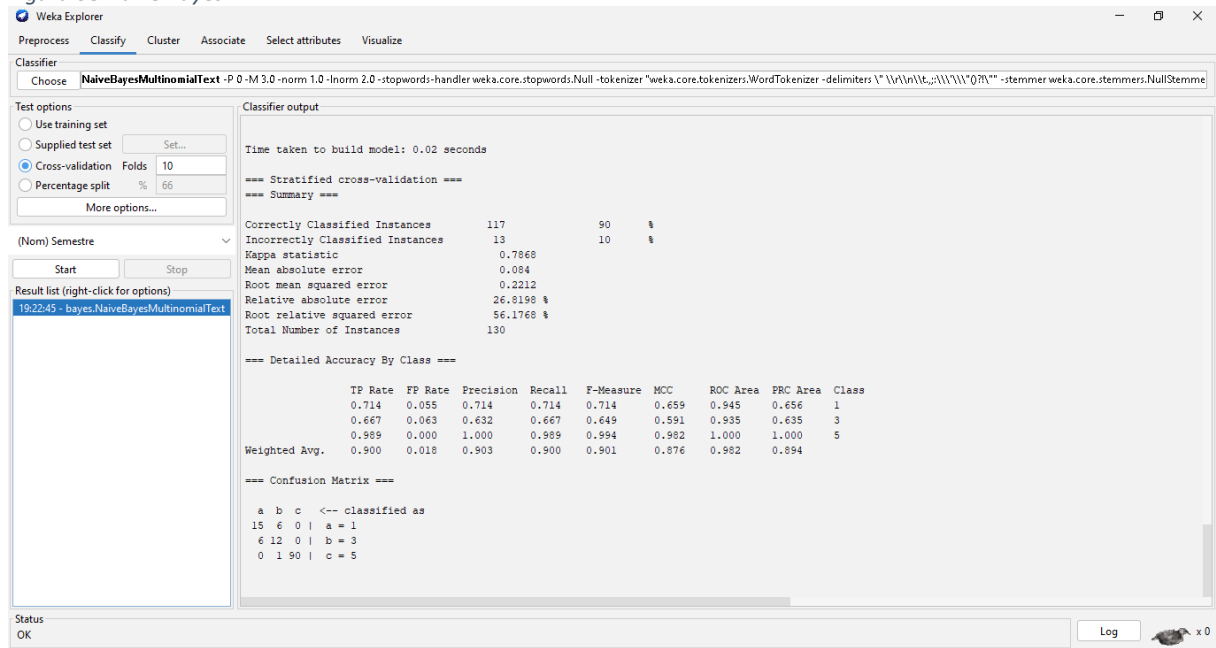 Weka Explorer
Preprocess Classify Cluster Associate Select attributes Visualize
Classifier
Choose NaiveBayesMultinomialText -P 0 -M 3.0 -norm 1.0 -lnorm 2.0 -stopwords-handler weka.core.stopwords.Null -tokenizer "weka.core.tokenizers.WordTokenizer -delimiters \" \\r\\n\\t.,;:\\\'\\\"()?!\"" -stemmer weka.core.stemmers.NullStemme
Test options
Use training set
Supplied test set Set...
Cross-validation Folds 10
Percentage split % 66
More options...
(Nom) Semestre
Start Stop
Result list (right-click for options)
19:22:45 - bayes.NaiveBayesMultinomialText
Classifier output
Time taken to build model: 0.02 seconds
=== Stratified cross-validation ===
=== Summary ===
Correctly Classified Instances 117 90 %
Incorrectly Classified Instances 13 10 %
Kappa statistic 0.7868
Mean absolute error 0.084
Root mean squared error 0.2212
Relative absolute error 26.8198 %
Root relative squared error 56.1768 %
Total Number of Instances 130
=== Detailed Accuracy By Class ===
TP Rate FP Rate Precision Recall F-Measure MCC ROC Area PRC Area Class
0.714 0.055 0.714 0.714 0.714 0.659 0.945 0.656 1
0.667 0.063 0.632 0.667 0.649 0.591 0.935 0.635 3
0.989 0.000 1.000 0.989 0.994 0.982 1.000 1.000 5
Weighted Avg. 0.900 0.018 0.903 0.900 0.901 0.876 0.982 0.894
=== Confusion Matrix ===
a b c <-- classified as
15 6 0 | a = 1
6 12 0 | b = 3
0 1 90 | c = 5
Status
OK
Log x 0